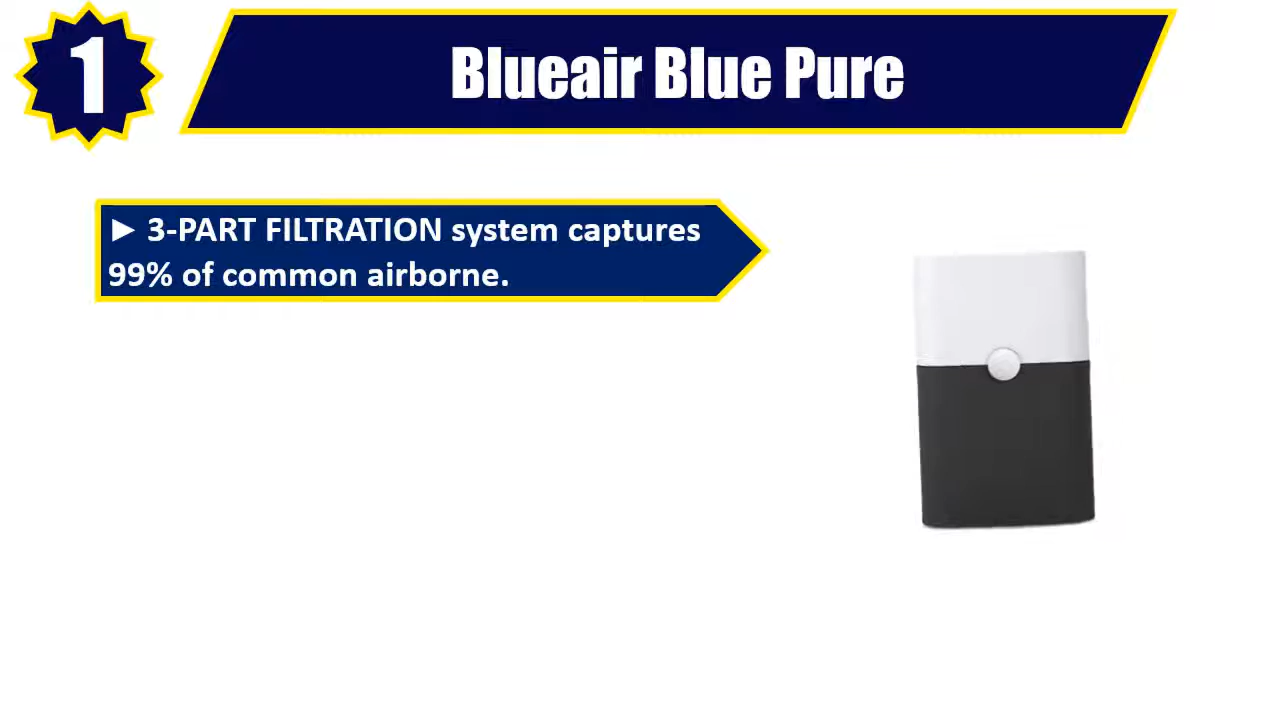 1
Blueair Blue Pure
► 3-PART FILTRATION system captures
99% of common airborne.